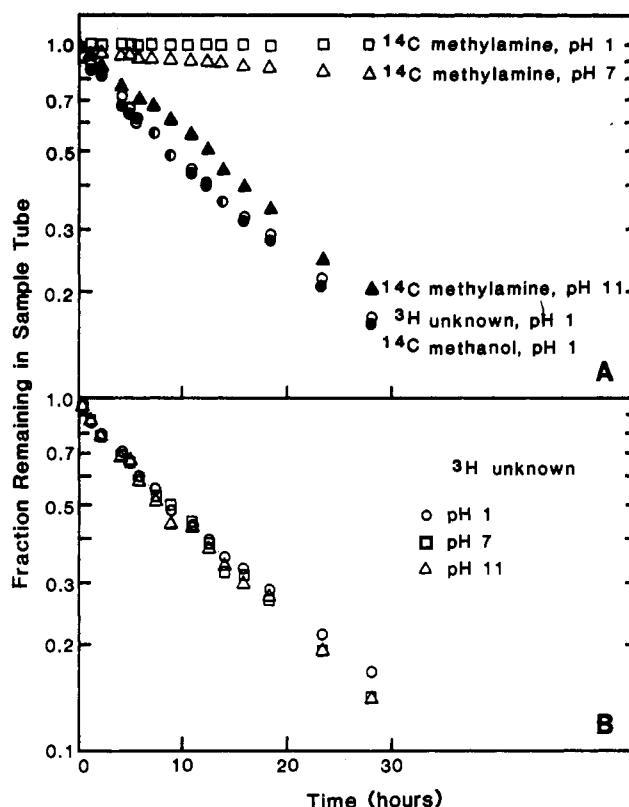 1.0
¹⁴C methylamine, pH 1
¹⁴C methylamine, pH 7
0.7
0.5
0.3
0.2
¹⁴C methylamine, pH 11
³H unknown, pH 1
¹⁴C methanol, pH 1
A
1.0
0.7
³H unknown
0.5
pH 1
pH 7
pH 11
0.3
0.2
B
0.1
0 10 20 30
Time (hours)
Fraction Remaining in Sample Tube